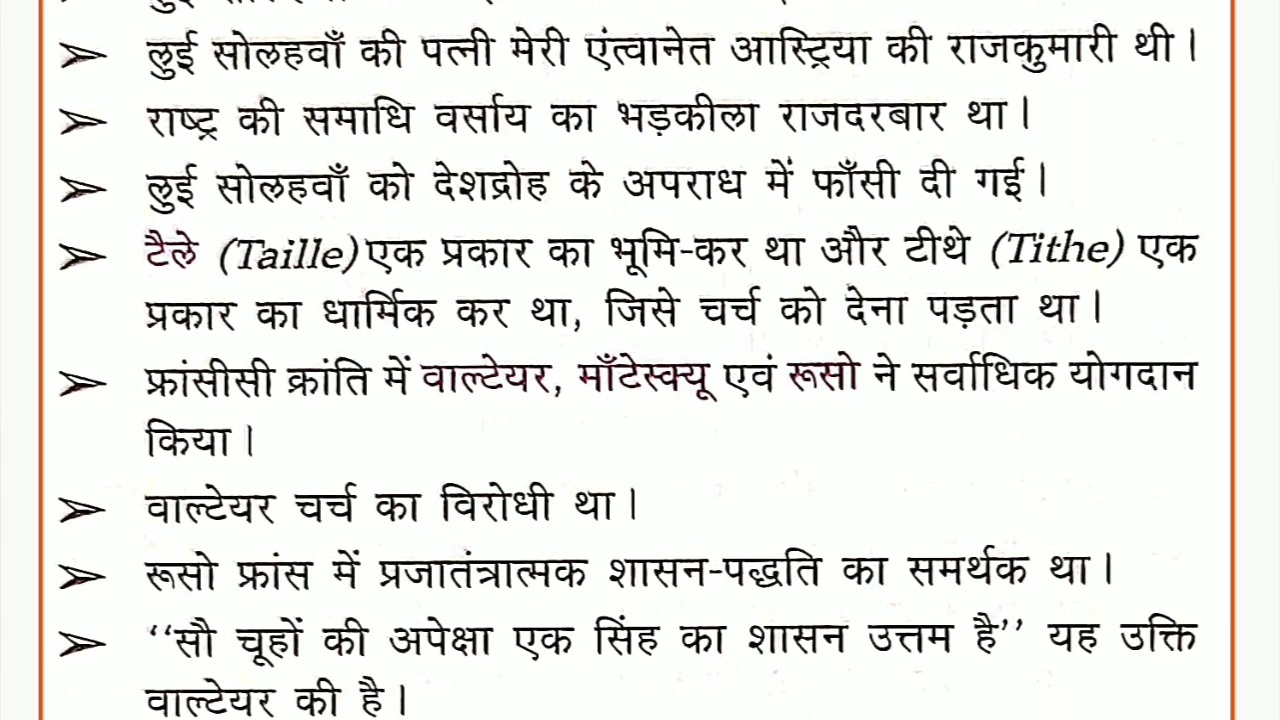 ➢ लुई सोलहवाँ की पत्नी मेरी एंत्वानेत आस्ट्रिया की राजकुमारी थी।
➢ राष्ट्र की समाधि वर्साय का भड़कीला राजदरबार था।
➢ लुई सोलहवाँ को देशद्रोह के अपराध में फाँसी दी गई।
➢ टैले (Taille) एक प्रकार का भूमि-कर था और टीथे (Tithe) एक
प्रकार का धार्मिक कर था, जिसे चर्च को देना पड़ता था।
➢ फ्रांसीसी क्रांति में वाल्टेयर, मॉंटेस्क्यू एवं रूसो ने सर्वाधिक योगदान
किया।
➢ वाल्टेयर चर्च का विरोधी था।
➢ रूसो फ्रांस में प्रजातंत्रात्मक शासन-पद्धति का समर्थक था।
➢ ‘‘सौ चूहों की अपेक्षा एक सिंह का शासन उत्तम है’’ यह उक्ति
वाल्टेयर की है।